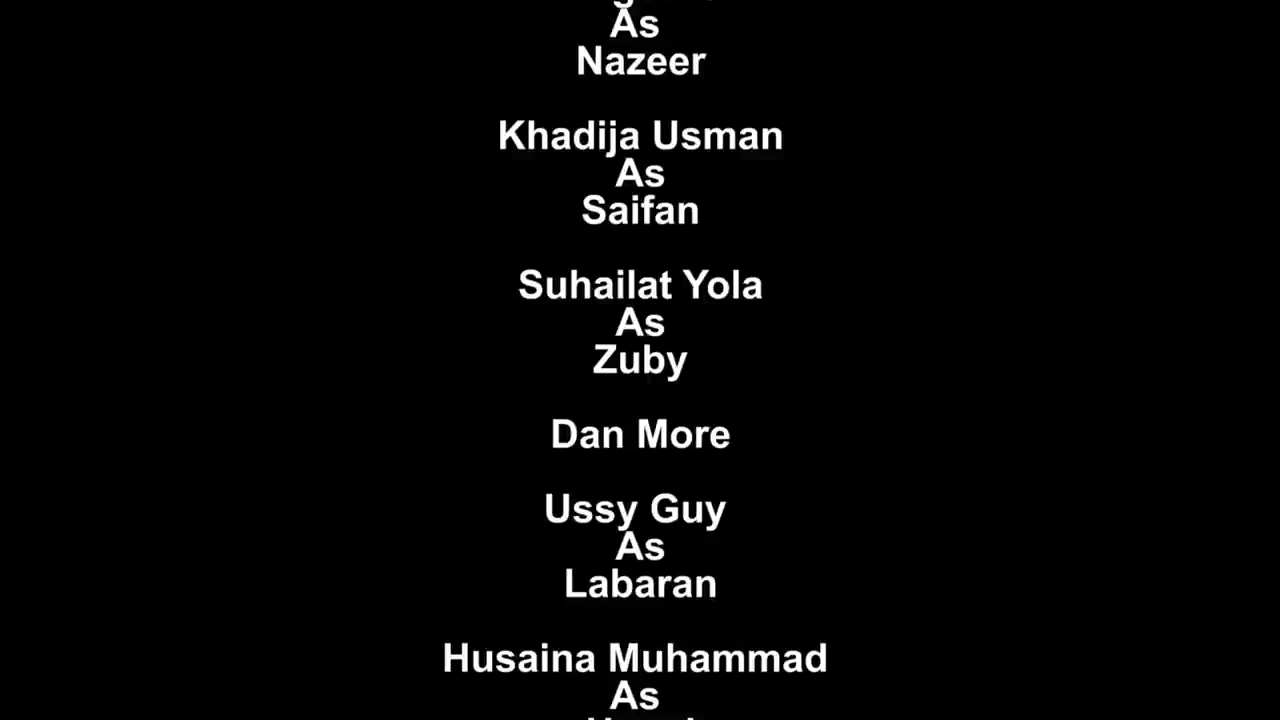 As
Nazeer
Khadija Usman
As
Saifan
Suhailat Yola
As
Zuby
Dan More
Ussy Guy
As
Labaran
Husaina Muhammad
As